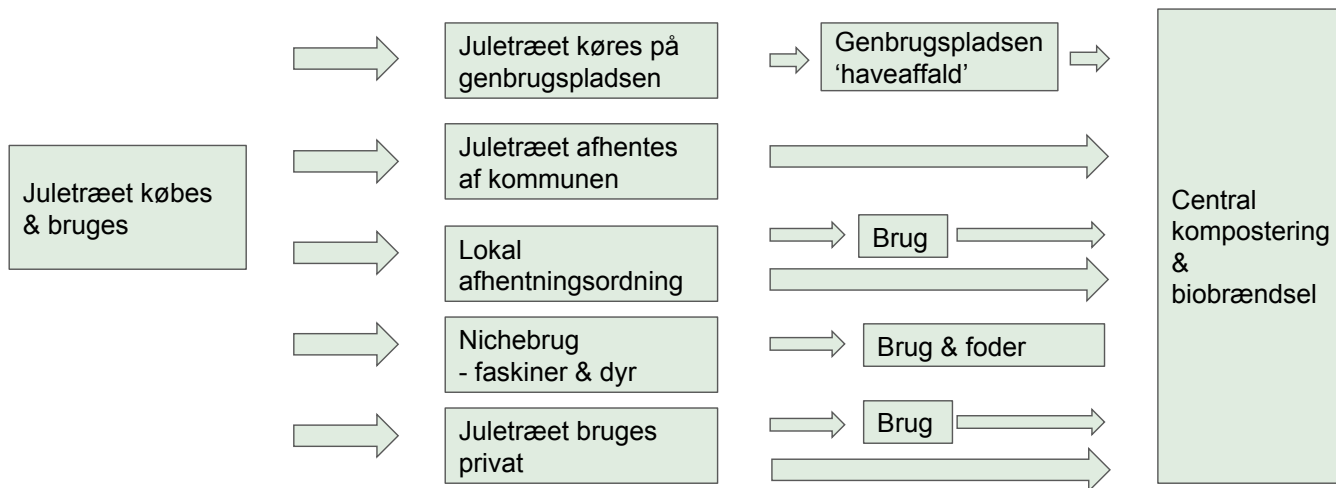 Juletræet købes
& bruges
Juletræet køres på
genbrugspladsen
Genbrugspladsen
‘haveaffald’
Juletræet afhentes
af kommunen
Lokal
afhentningsordning
Brug
Nichebrug
- faskiner & dyr
Brug & foder
Juletræet bruges
privat
Brug
Central
kompostering
&
biobrændsel